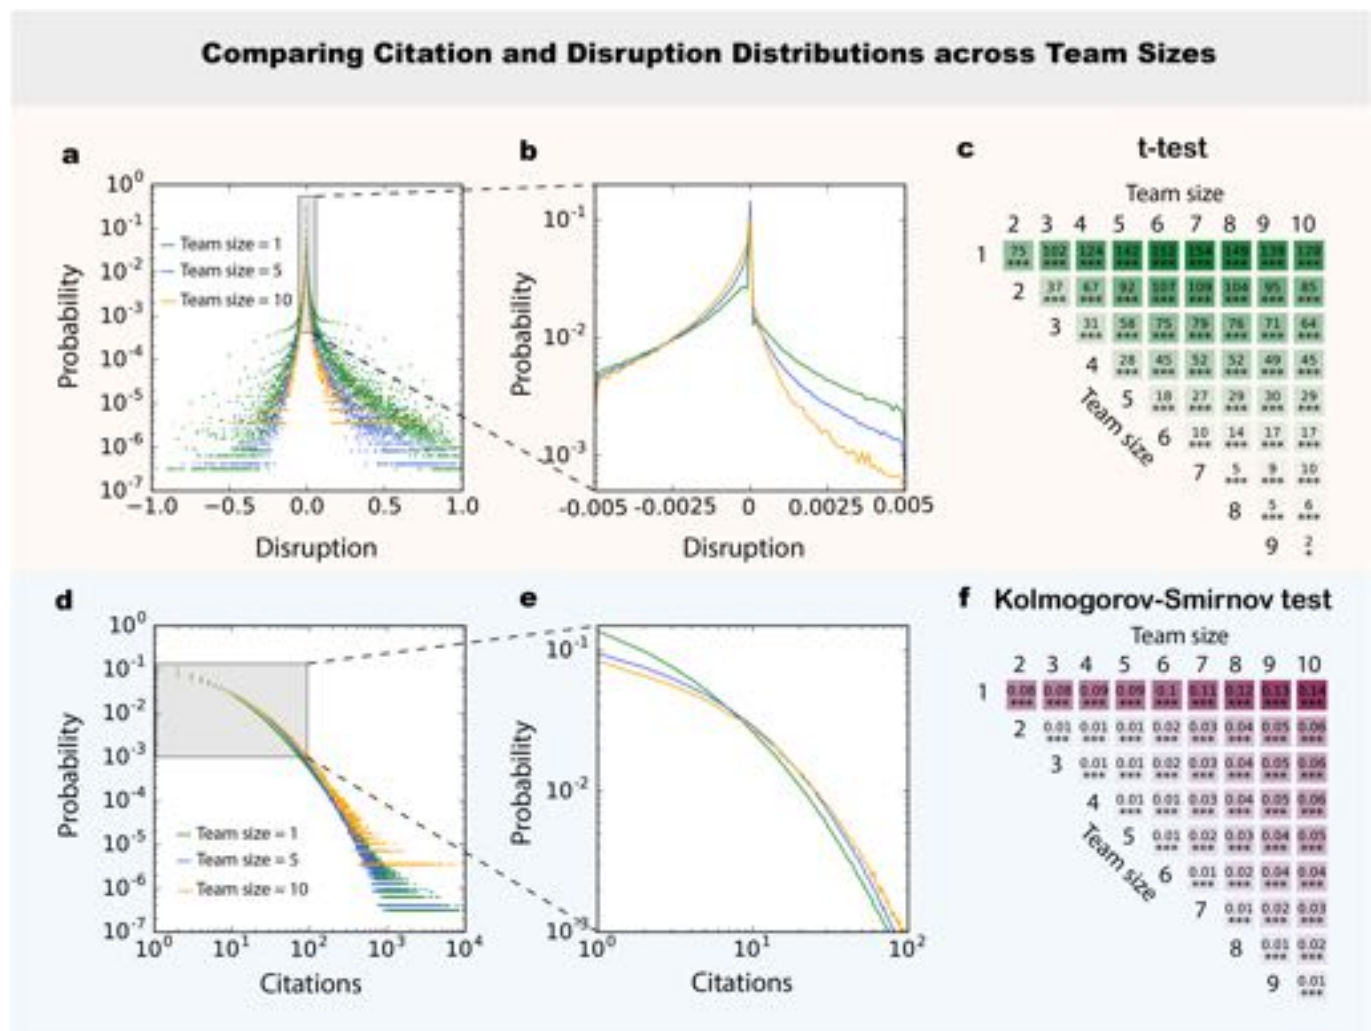 Comparing Citation and Disruption Distributions across Team Sizes
a
10^0
10^-1
10^-2
10^-3
10^-4
10^-5
10^-6
10^-7
Probability
Team size = 1
Team size = 5
Team size = 10
−1.0 −0.5 0.0 0.5 1.0
Disruption
b
10^-1
10^-2
10^-3
Probability
-0.005 -0.0025 0 0.0025 0.005
Disruption
c
t-test
Team size
2 3 4 5 6 7 8 9 10
1 75 102 124 142 154 149
*** *** *** *** *** *** *** *** ***
2 37 67 92 107 109 104 95 85
*** *** *** *** *** *** *** ***
3 31 58 75 79 76 71 64
*** *** *** *** *** *** ***
4 28 45 52 52 49 45
*** *** *** *** *** ***
5 18 27 29 30 29
*** *** *** *** ***
Team size
6 10 14 17 17
*** *** *** ***
7 5 9 10
*** *** ***
8 5 6
*** ***
9 2
*
d
10^0
10^-1
10^-2
10^-3
10^-4
10^-5
10^-6
10^-7
Probability
Team size = 1
Team size = 5
Team size = 10
10^0 10^1 10^2 10^3 10^4
Citations
e
10^-1
10^-2
Probability
10^0 10^1 10^2
Citations
f
Kolmogorov-Smirnov test
Team size
2 3 4 5 6 7 8 9 10
1 0.08 0.08 0.09 0.09 0.1 0.11 0.12 0.13 0.14
*** *** *** *** *** *** *** *** ***
2 0.01 0.01 0.01 0.02 0.03 0.04 0.05 0.06
*** *** *** *** *** *** *** ***
3 0.01 0.01 0.02 0.03 0.04 0.05 0.06
*** *** *** *** *** *** ***
4 0.01 0.01 0.03 0.04 0.05 0.06
*** *** *** *** *** ***
5 0.01 0.02 0.03 0.04 0.05
*** *** *** *** ***
Team size
6 0.01 0.02 0.04 0.04
*** *** *** ***
7 0.01 0.02 0.03
*** *** ***
8 0.01 0.02
*** ***
9 0.01
***